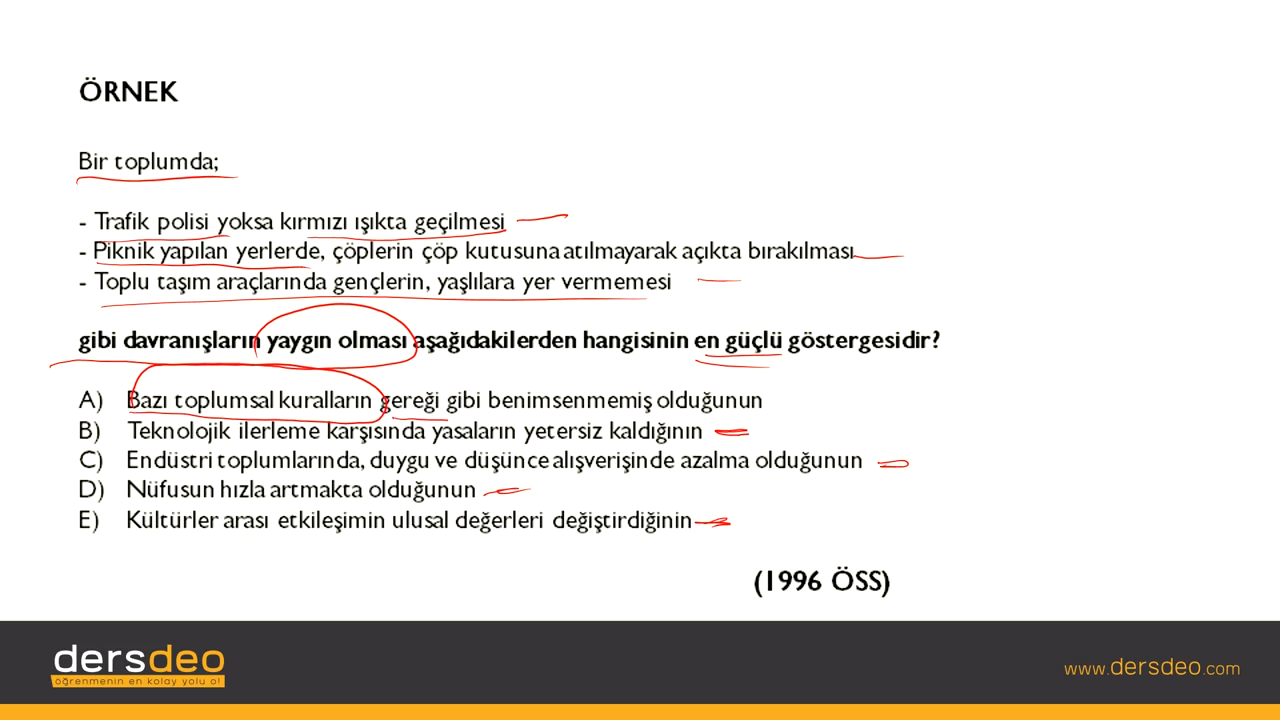 ÖRNEK
Bir toplumda;
- Trafik polisi yoksa kırmızı ışıkta geçilmesi
- Piknik yapılan yerlerde, çöplerin çöp kutusuna atılmayarak açıkta bırakılması
- Toplu taşım araçlarında gençlerin, yaşlılara yer vermemesi
gibi davranışların yaygın olması aşağıdakilerden hangisinin en güçlü göstergesidir?
A) Bazı toplumsal kuralların gereği gibi benimsenmemiş olduğunun
B) Teknolojik ilerleme karşısında yasaların yetersiz kaldığının
C) Endüstri toplumlarında, duygu ve düşünce alışverişinde azalma olduğunun
D) Nüfusun hızla artmakta olduğunun
E) Kültürler arası etkileşimin ulusal değerleri değiştirdiğinin
(1996 ÖSS)
dersdeo
öğrenmenin en kolay yolu o!
www.dersdeo.com